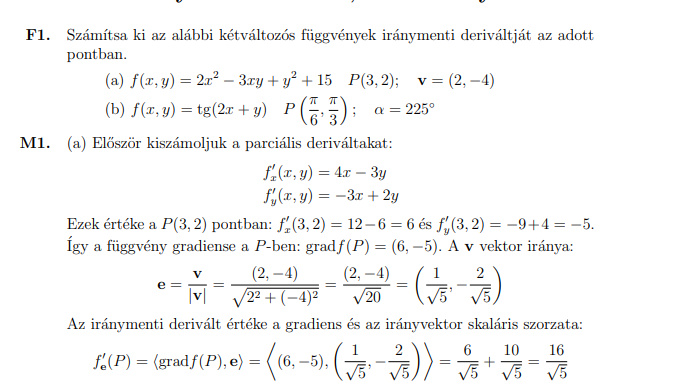 F1. Számítsa ki az alábbi kétváltozós függvények iránymenti deriváltját az adott
pontban.
(a) f(x, y) = 2x² − 3xy + y² + 15 P(3, 2); v = (2, −4)
(b) f(x, y) = tg(2x + y) P(π/6, π/3); α = 225°
M1. (a) Először kiszámoljuk a parciális deriváltakat:
f′ₓ(x, y) = 4x − 3y
f′_y(x, y) = −3x + 2y
Ezek értéke a P(3, 2) pontban: f′ₓ(3, 2) = 12−6 = 6 és f′_y(3, 2) = −9+4 = −5.
Így a függvény gradiense a P-ben: gradf(P) = (6, −5). A v vektor iránya:
e = v/|v| = (2, −4)/√(2² + (−4)²) = (2, −4)/√20 = (1/√5, −2/√5)
Az iránymenti derivált értéke a gradiens és az irányvektor skaláris szorzata:
f′ₑ(P) = ⟨gradf(P), e⟩ = ⟨(6, −5), (1/√5, −2/√5)⟩ = 6/√5 + 10/√5 = 16/√5